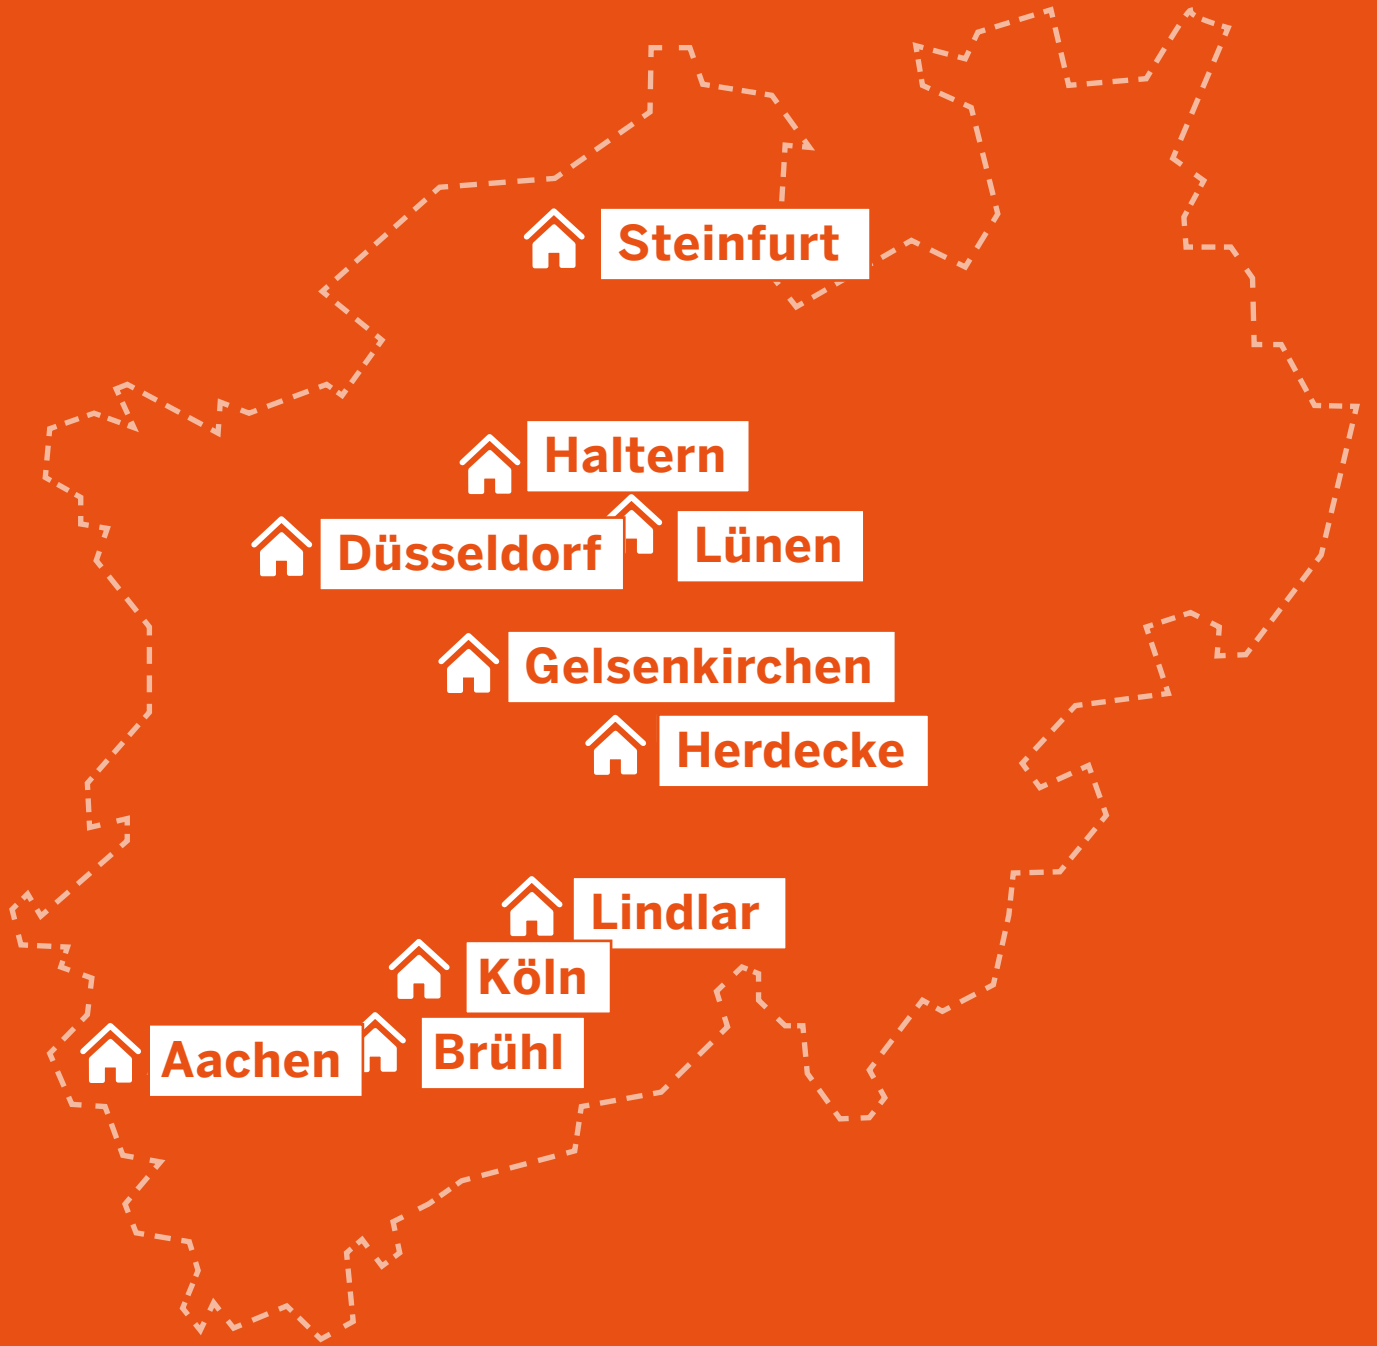 Steinfurt
Haltern
Lünen
Düsseldorf
Gelsenkirchen
Herdecke
Lindlar
Köln
Brühl
Aachen